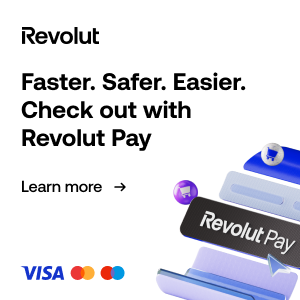 Revolut
Faster. Safer. Easier.
Check out with
Revolut Pay
Learn more →
Revolut Pay
VISA